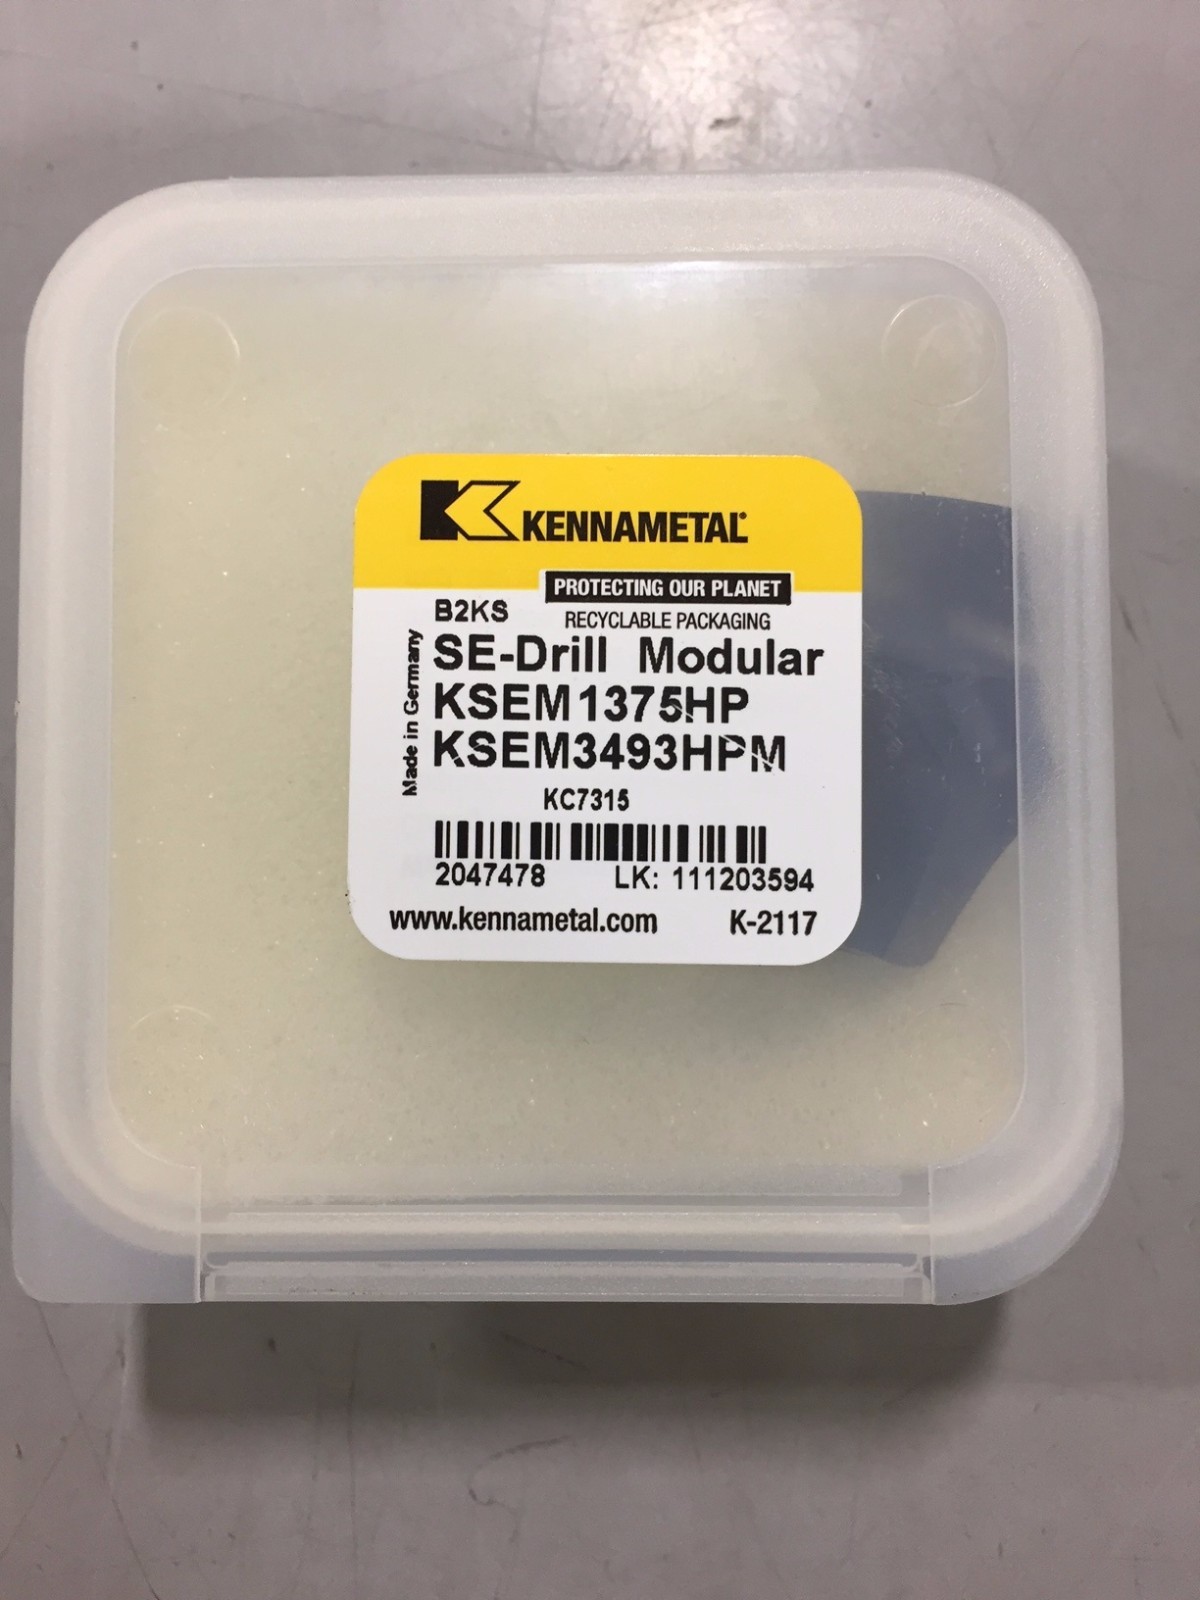 KENNAMETAL®
PROTECTING OUR PLANET
B2KS
RECYCLABLE PACKAGING
Made in Germany
SE-Drill Modular
KSEM1375HP
KSEM3493HPM
KC7315
2047478 LK: 111203594
www.kennametal.com K-2117